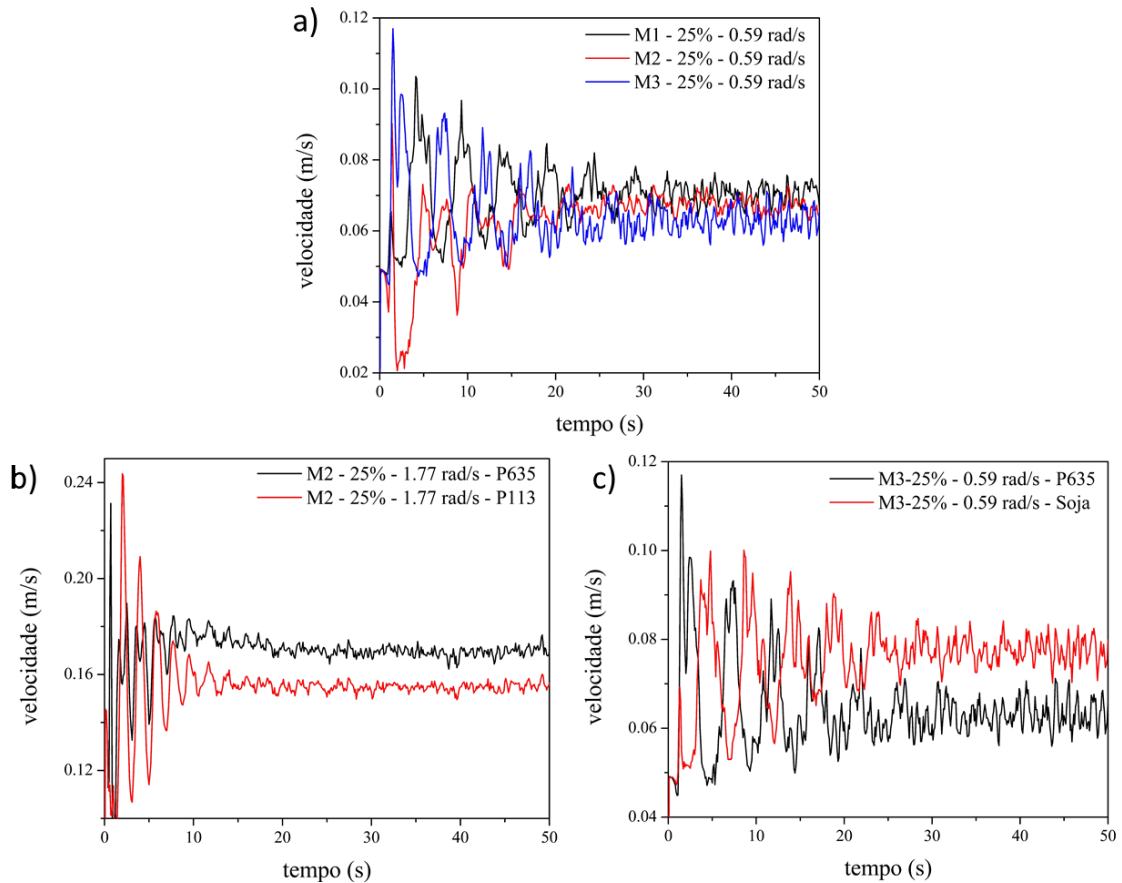 a)
M1 - 25% - 0.59 rad/s
M2 - 25% - 0.59 rad/s
M3 - 25% - 0.59 rad/s
velocidade (m/s)
0.12
0.10
0.08
0.06
0.04
0.02
0 10 20 30 40 50
tempo (s)
b)
M2 - 25% - 1.77 rad/s - P635
M2 - 25% - 1.77 rad/s - P113
velocidade (m/s)
0.24
0.20
0.16
0.12
0 10 20 30 40 50
tempo (s)
c)
M3-25% - 0.59 rad/s - P635
M3-25% - 0.59 rad/s - Soja
velocidade (m/s)
0.12
0.10
0.08
0.06
0.04
0 10 20 30 40 50
tempo (s)